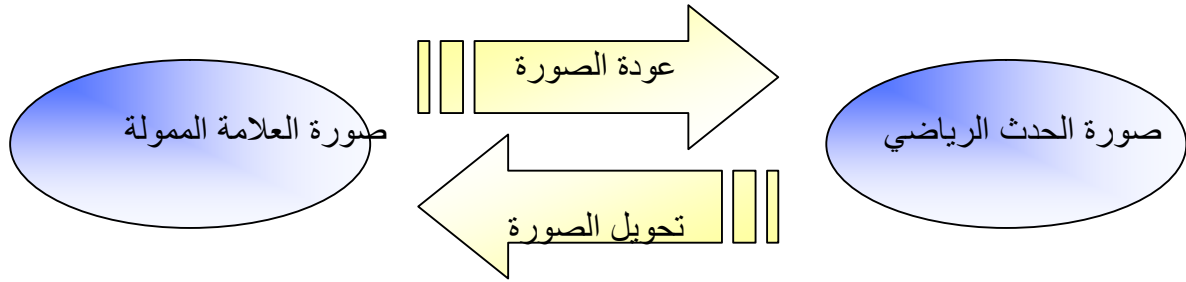 عودة الصورة
صورة الحدث الرياضي
صورة العلامة الممولة
تحويل الصورة